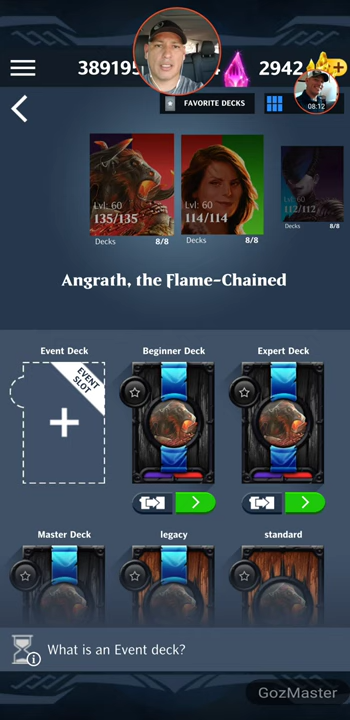 389195
2942
FAVORITE DECKS
08:12
Lvl: 60
135/135
Decks 8/8
Lvl: 60
114/114
Decks 8/8
Lvl: 60
112/112
Decks 8/8
Angrath, the Flame-Chained
Event Deck
Beginner Deck
Expert Deck
EVENT SLOT
Master Deck
legacy
standard
What is an Event deck?
GozMaster